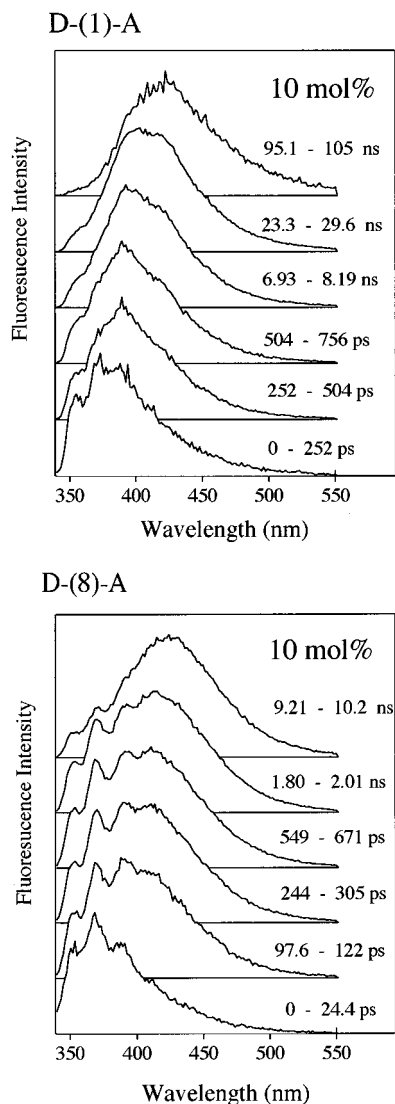 D-(1)-A
10 mol%
95.1 - 105 ns
23.3 - 29.6 ns
6.93 - 8.19 ns
504 - 756 ps
252 - 504 ps
0 - 252 ps
Fluoresucence Intensity
350 400 450 500 550
Wavelength (nm)
D-(8)-A
10 mol%
9.21 - 10.2 ns
1.80 - 2.01 ns
549 - 671 ps
244 - 305 ps
97.6 - 122 ps
0 - 24.4 ps
Fluoresucence Intensity
350 400 450 500 550
Wavelength (nm)